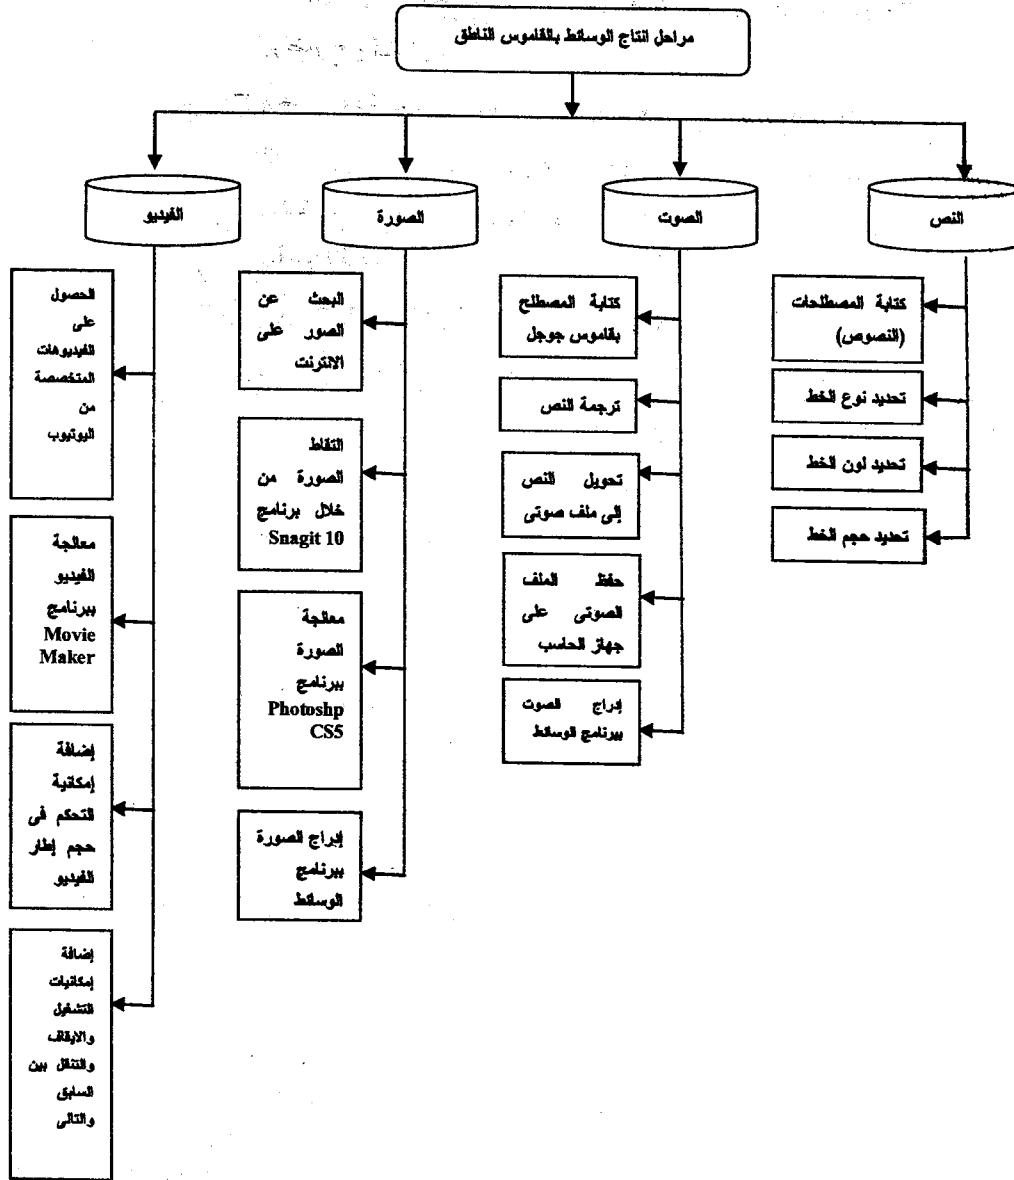 مراحل انتاج الوسائط بالقاموس الناطق
النص
الصوت
الصورة
الفيديو
كتابة المصطلحات
(النصوص)
تحديد نوع الخط
تحديد لون الخط
تحديد حجم الخط
كتابة المصطلح
بقاموس جوجل
ترجمة النص
تحويل النص
إلى ملف صوتى
حفظ الملف
الصوتى على
جهاز الحاسب
إدراج الصوت
ببرنامج الوسائط
البحث عن
الصور على
الانترنت
التقاط
الصورة من
خلال برنامج
Snagit 10
معالجة
الصورة
ببرنامج
Photoshp
CS5
إدراج الصورة
ببرنامج
الوسائط
الحصول
على
الفيديوهات
المتخصصة
من
اليوتيوب
معالجة
الفيديو
ببرنامج
Movie
Maker
إضافة
إمكانية
التحكم فى
حجم إطار
الفيديو
إضافة
إمكانيات
التشغيل
والايقاف
والتنقل بين
السابق
والتالى